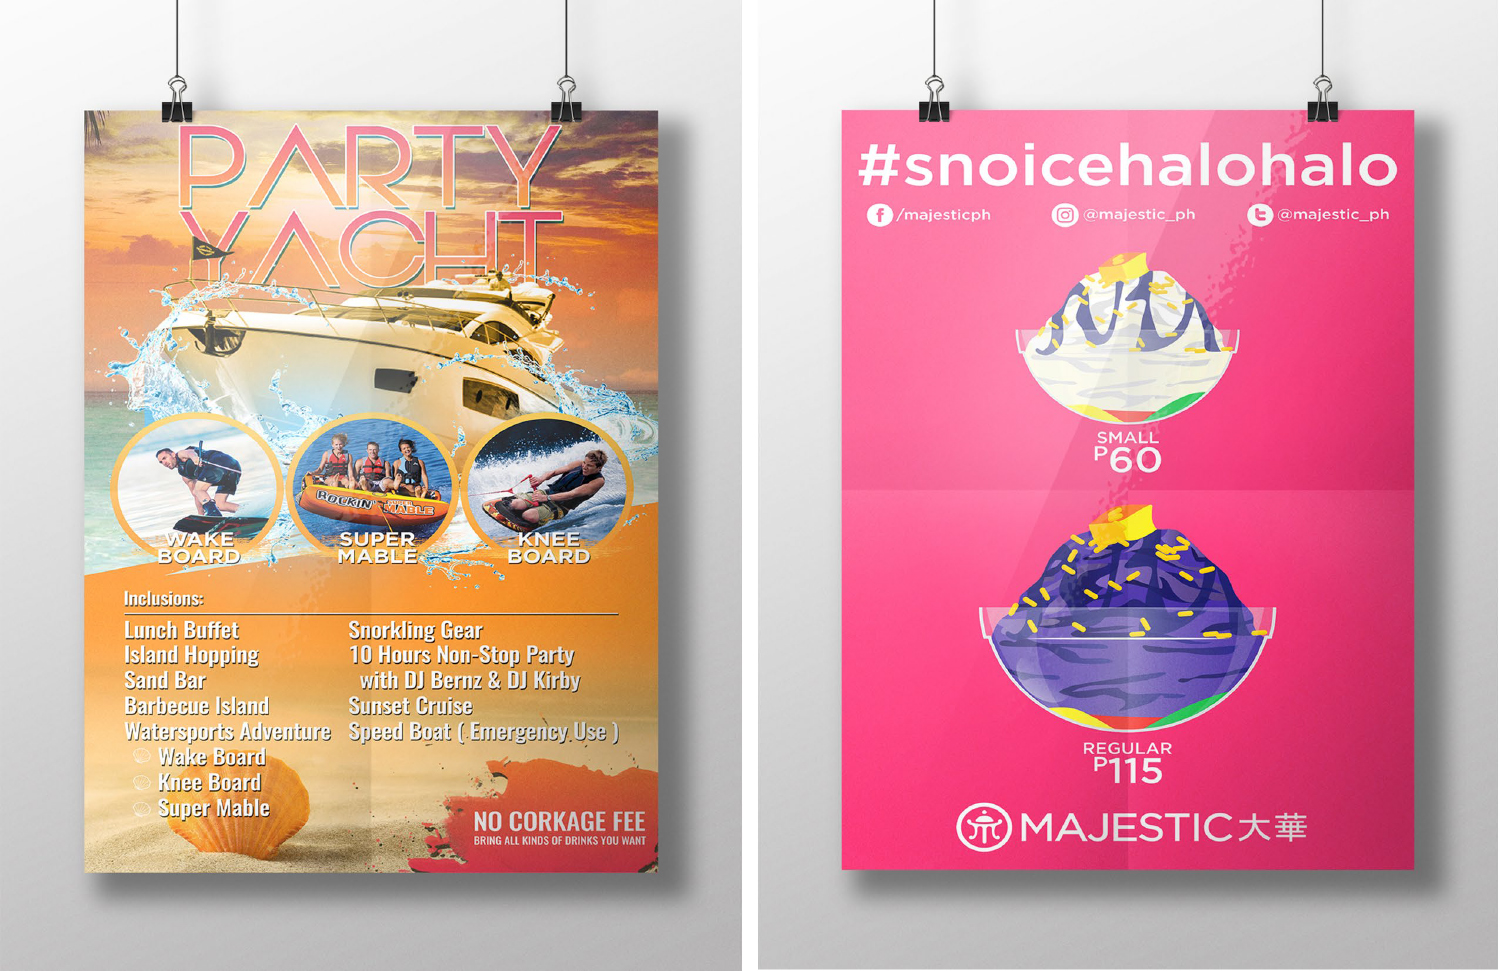 PARTY
YACHT
ROCKIN'
MABLE
WAKE
BOARD
SUPER
MABLE
KNEE
BOARD
Inclusions:
Lunch Buffet
Island Hopping
Sand Bar
Barbecue Island
Watersports Adventure
Wake Board
Knee Board
Super Mable
Snorkling Gear
10 Hours Non-Stop Party
with DJ Bernz & DJ Kirby
Sunset Cruise
Speed Boat ( Emergency Use )
NO CORKAGE FEE
BRING ALL KINDS OF DRINKS YOU WANT
#snoicehalohalo
/majesticph
@majestic_ph
@majestic_ph
SMALL
P60
REGULAR
P115
MAJESTIC大華